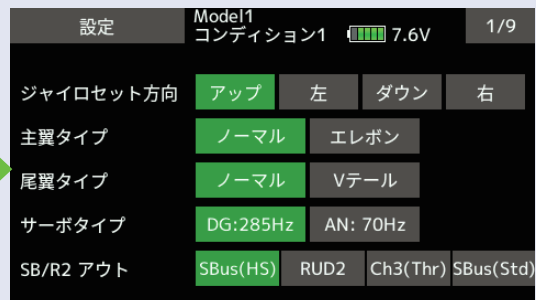 設定 Model1 コンディション1 7.6V 1/9
ジャイロセット方向 アップ 左 ダウン 右
主翼タイプ ノーマル エレボン
尾翼タイプ ノーマル Vテール
サーボタイプ DG:285Hz AN: 70Hz
SB/R2 アウト SBus(HS) RUD2 Ch3(Thr) SBus(Std)